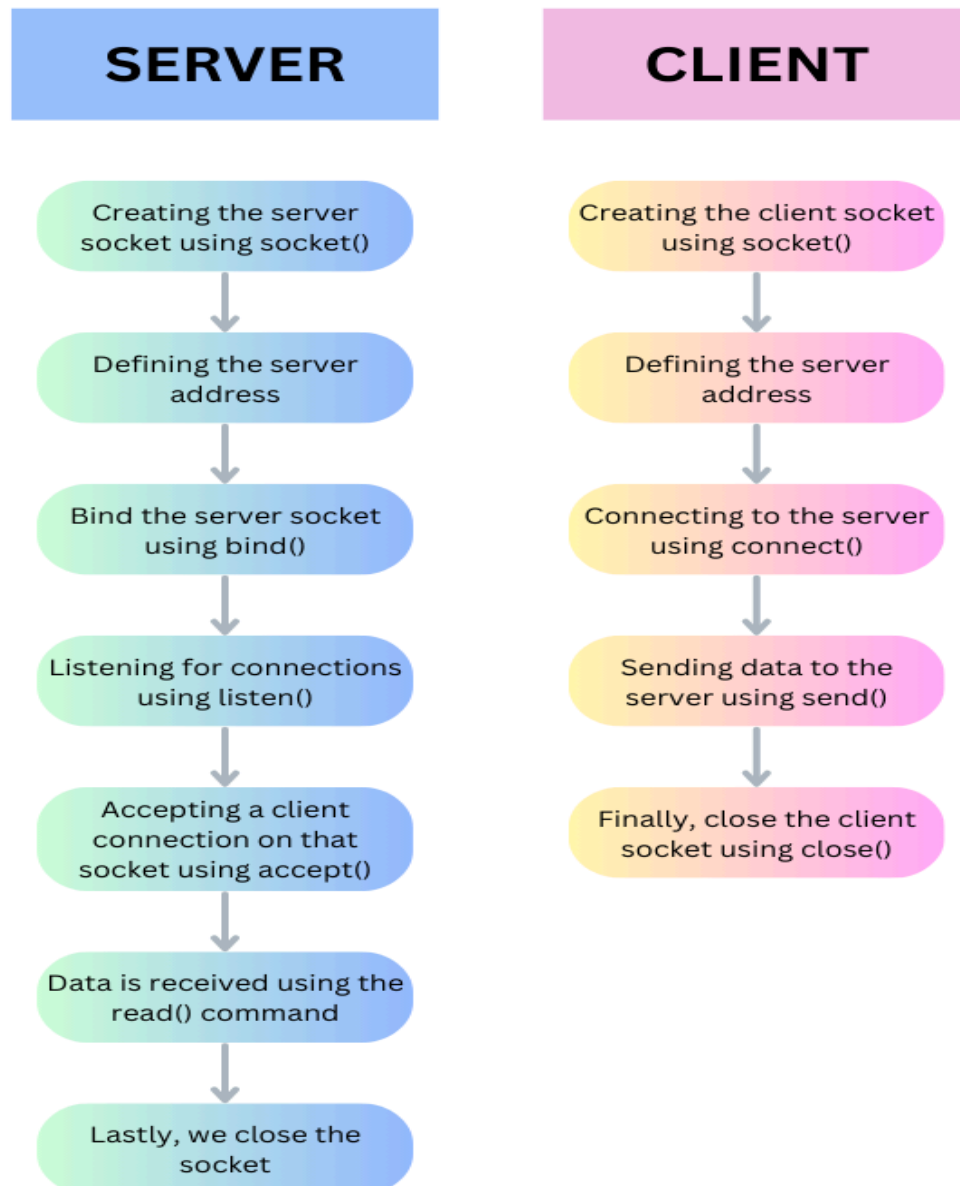 SERVER
Creating the server
socket using socket()
Defining the server
address
Bind the server socket
using bind()
Listening for connections
using listen()
Accepting a client
connection on that
socket using accept()
Data is received using the
read() command
Lastly, we close the
socket
CLIENT
Creating the client socket
using socket()
Defining the server
address
Connecting to the server
using connect()
Sending data to the
server using send()
Finally, close the client
socket using close()